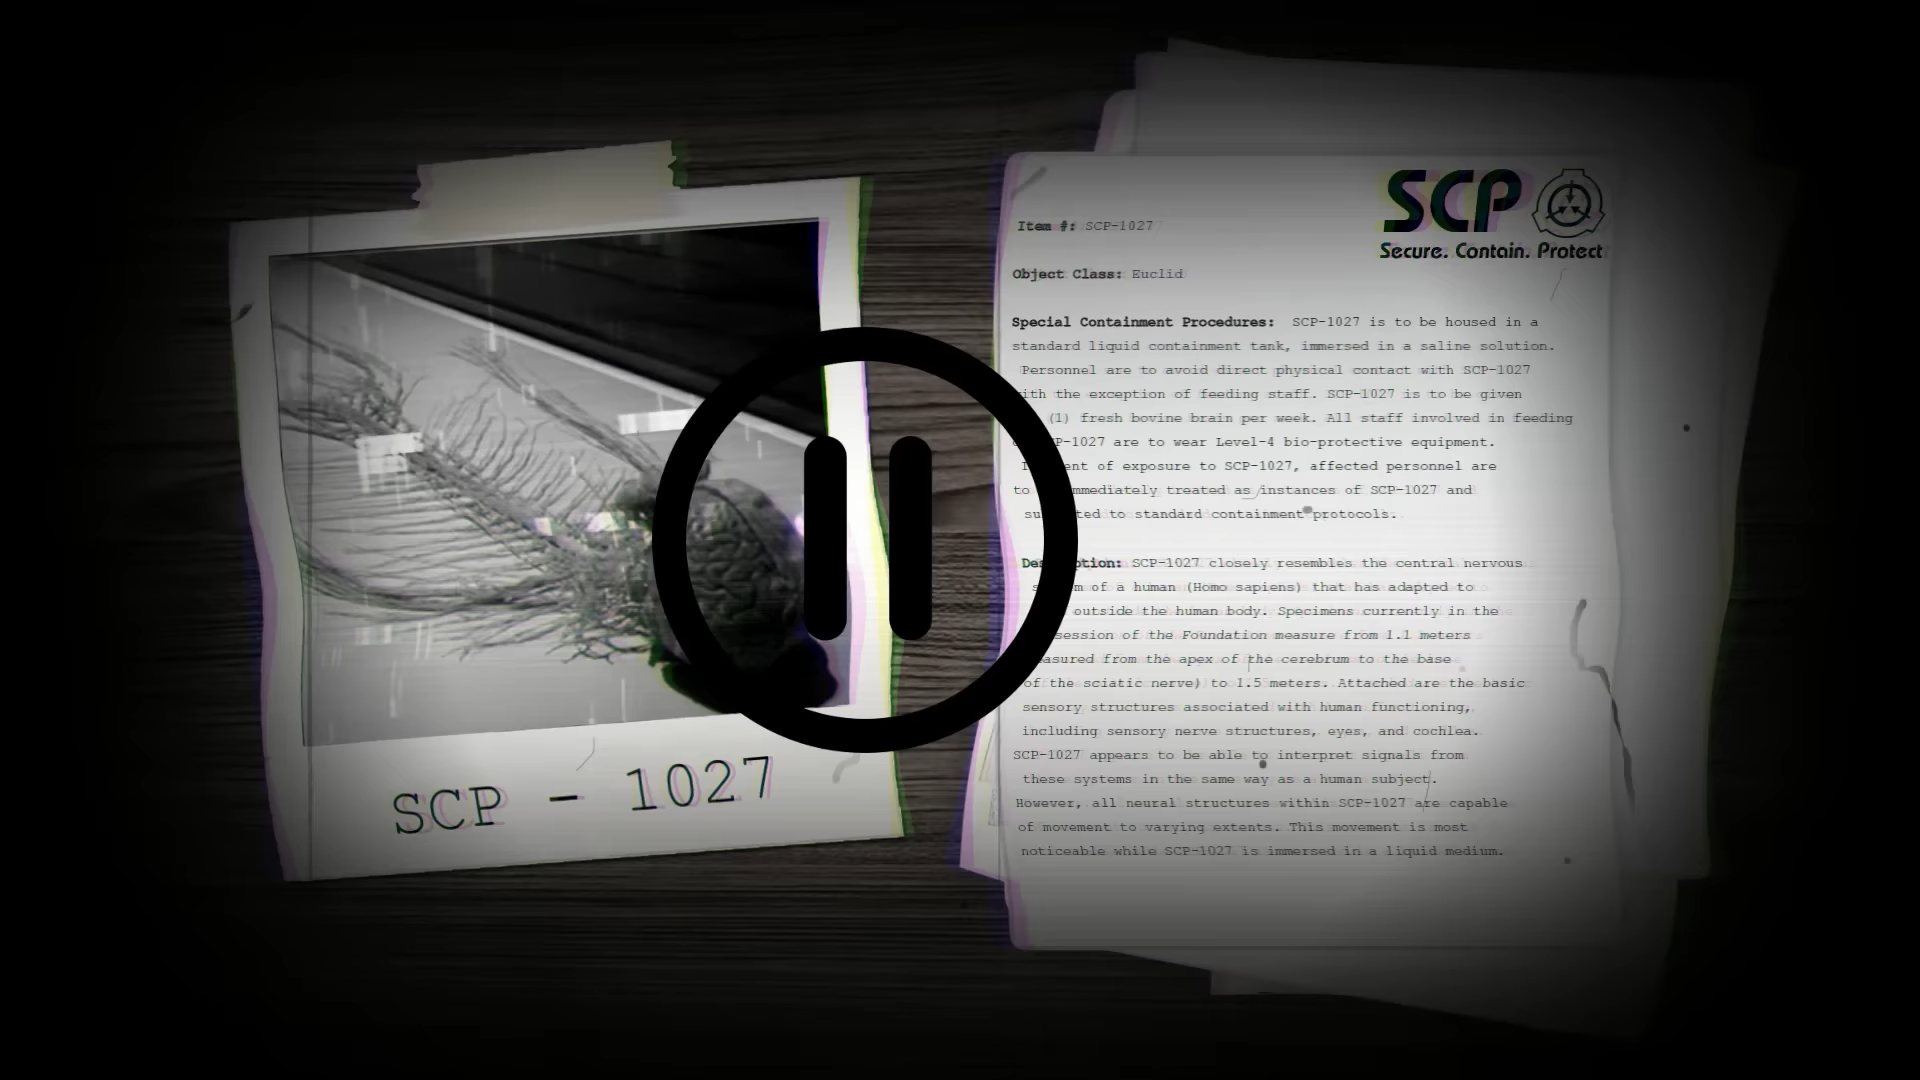 SCP - 1027
SCP
Secure. Contain. Protect
Item #: SCP-1027
Object Class: Euclid
Special Containment Procedures: SCP-1027 is to be housed in a
standard liquid containment tank, immersed in a saline solution.
Personnel are to avoid direct physical contact with SCP-1027
the exception of feeding staff. SCP-1027 is to be given
(1) fresh bovine brain per week. All staff involved in feeding
are to wear Level-4 bio-protective equipment.
of exposure to SCP-1027, affected personnel are
to treated as instances of SCP-1027 and
to standard containment protocols.
SCP-1027 closely resembles the central nervous
of a human (Homo sapiens) that has adapted to
outside the human body. Specimens currently in the
of the Foundation measure from 1.1 meters
from the apex of the cerebrum to the base
of the sciatic nerve) to 1.5 meters. Attached are the basic
sensory structures associated with human functioning,
including sensory nerve structures, eyes, and cochlea.
SCP-1027 appears to be able to interpret signals from
these systems in the same way as a human subject.
However, all neural structures within SCP-1027 are capable
of movement to varying extents. This movement is most
noticeable while SCP-1027 is immersed in a liquid medium.